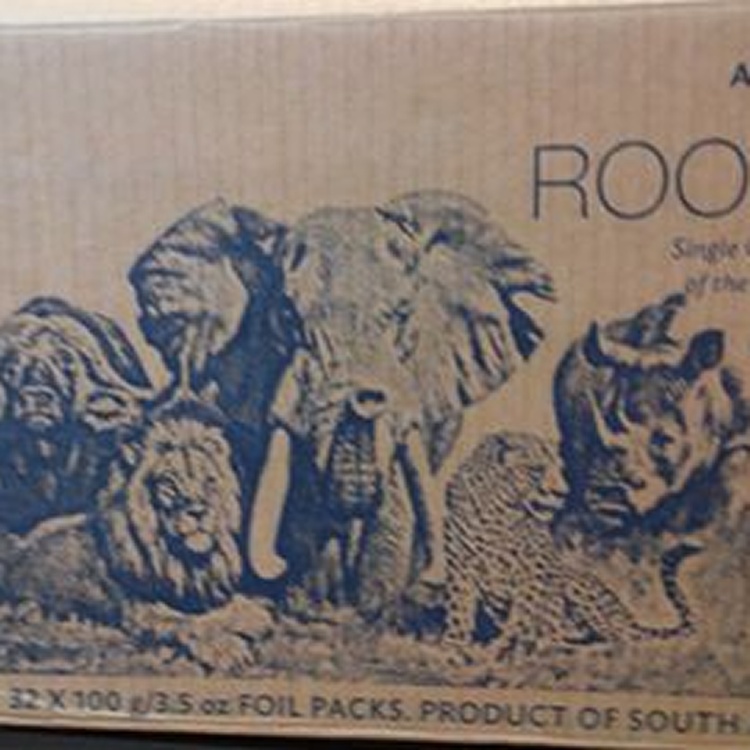 A
ROO
Single
of the
32 X 100 g/3.5 oz FOIL PACKS. PRODUCT OF SOUTH